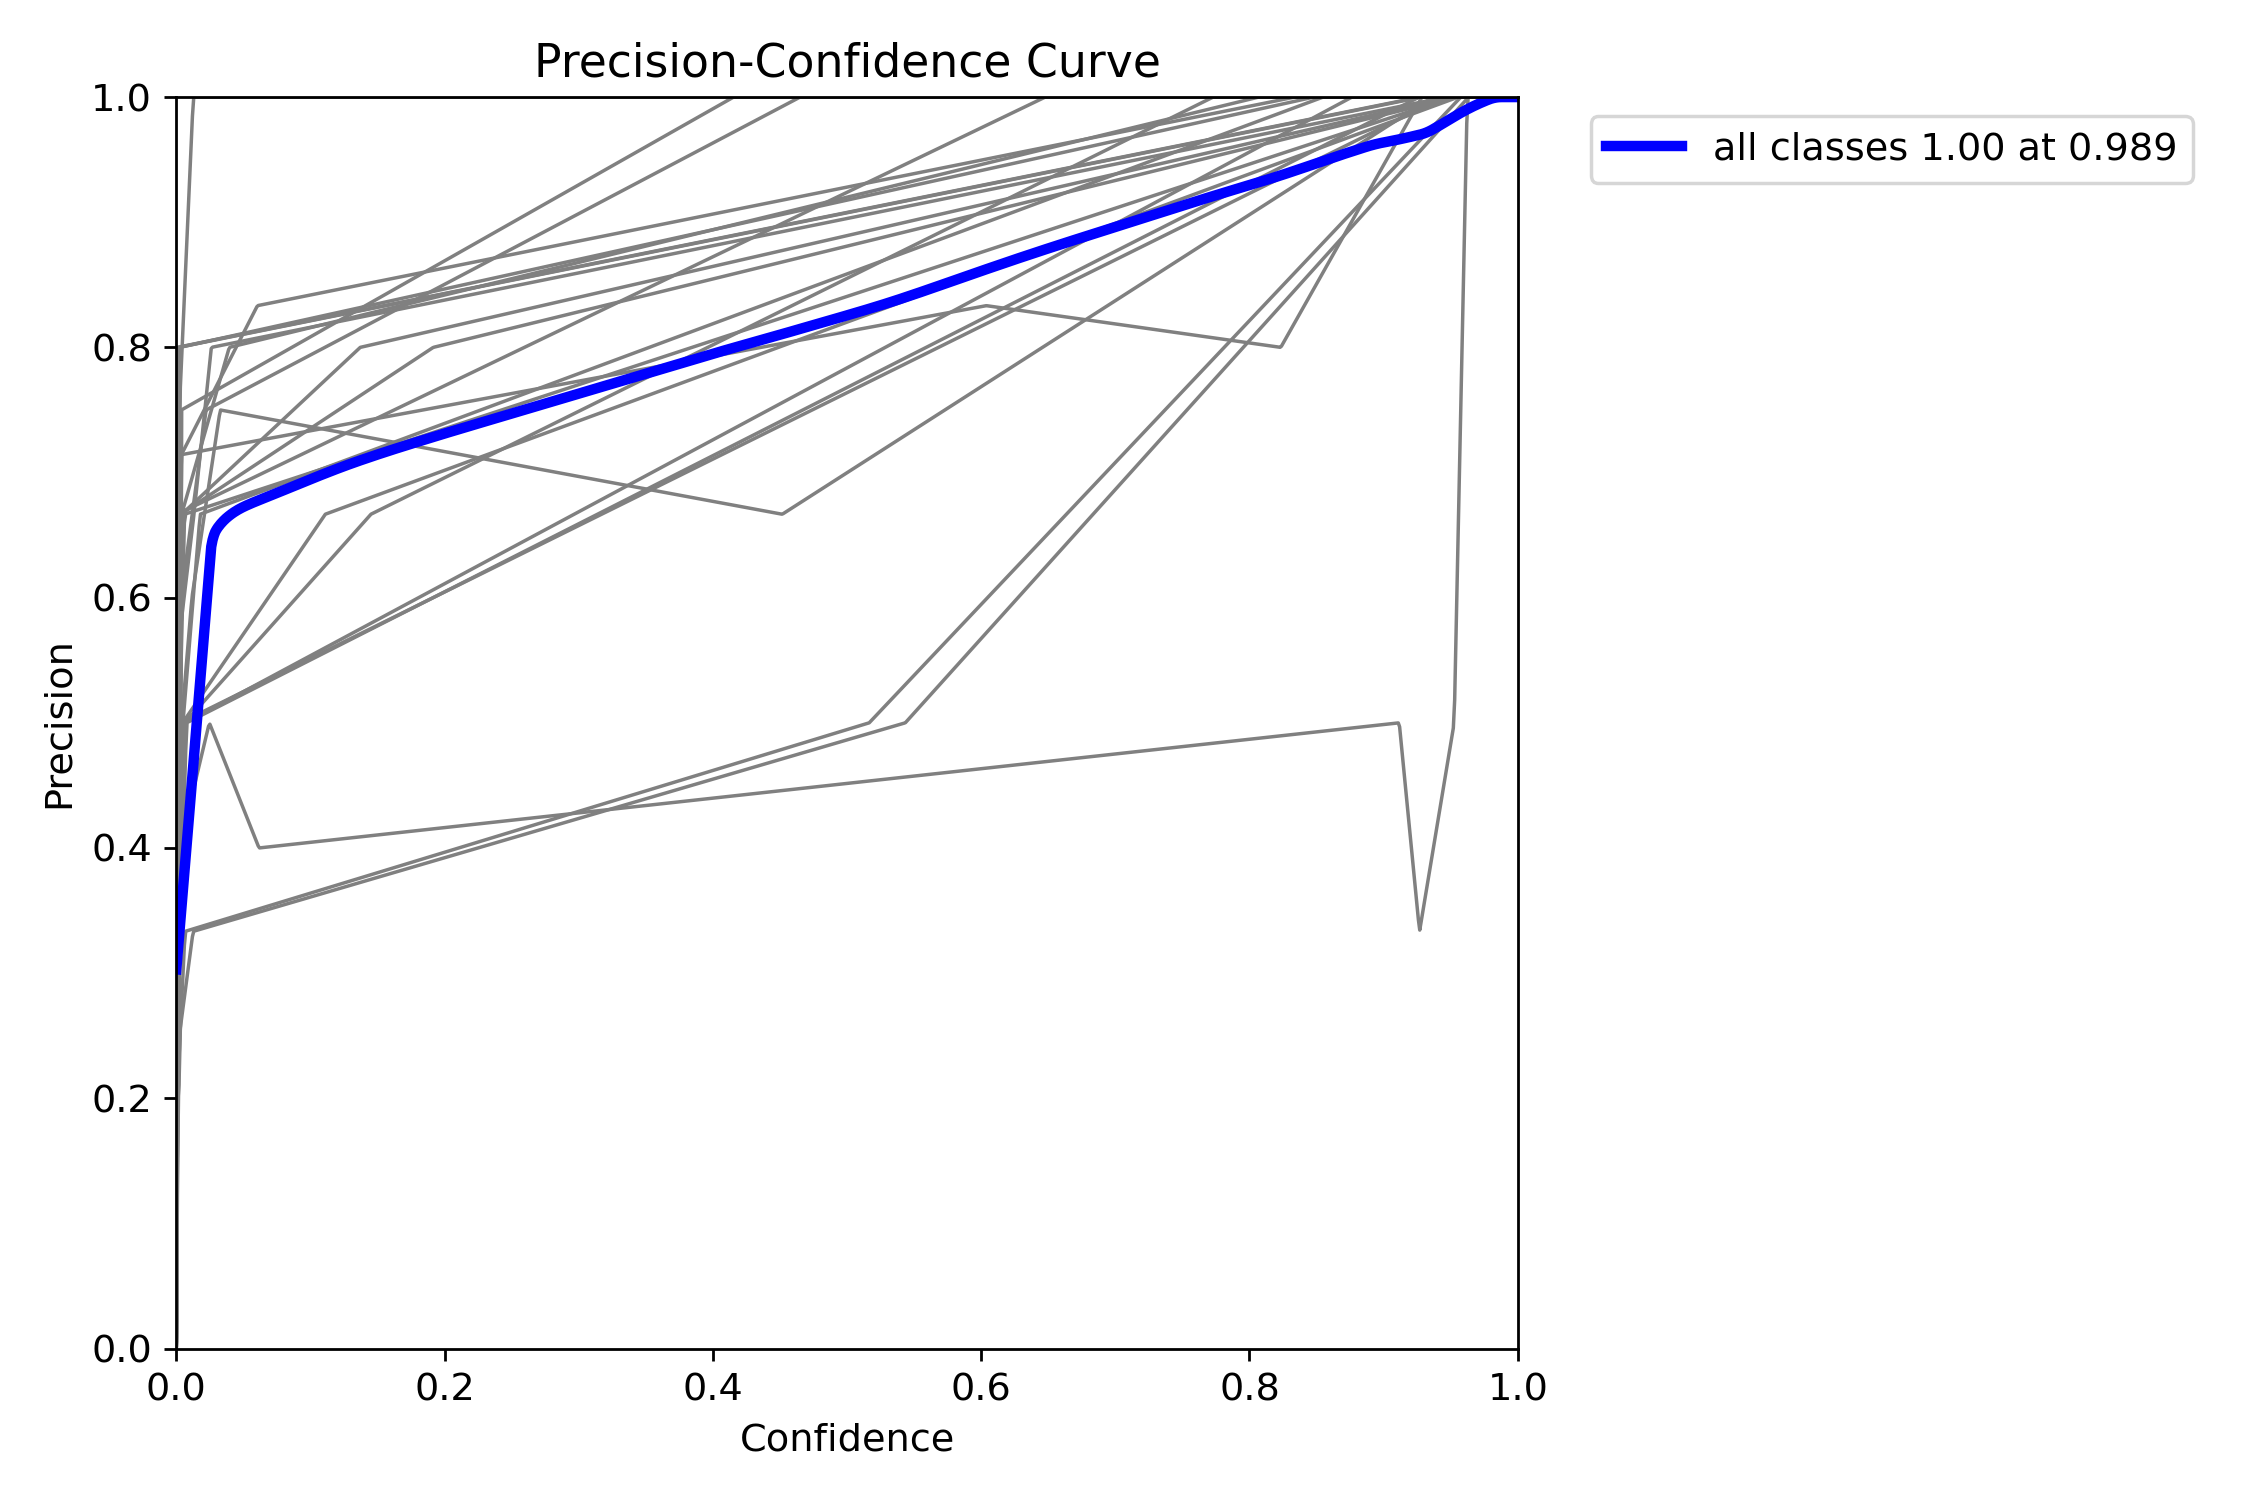 Precision-Confidence Curve
all classes 1.00 at 0.989
Precision
1.0
0.8
0.6
0.4
0.2
0.0
0.0 0.2 0.4 0.6 0.8 1.0
Confidence